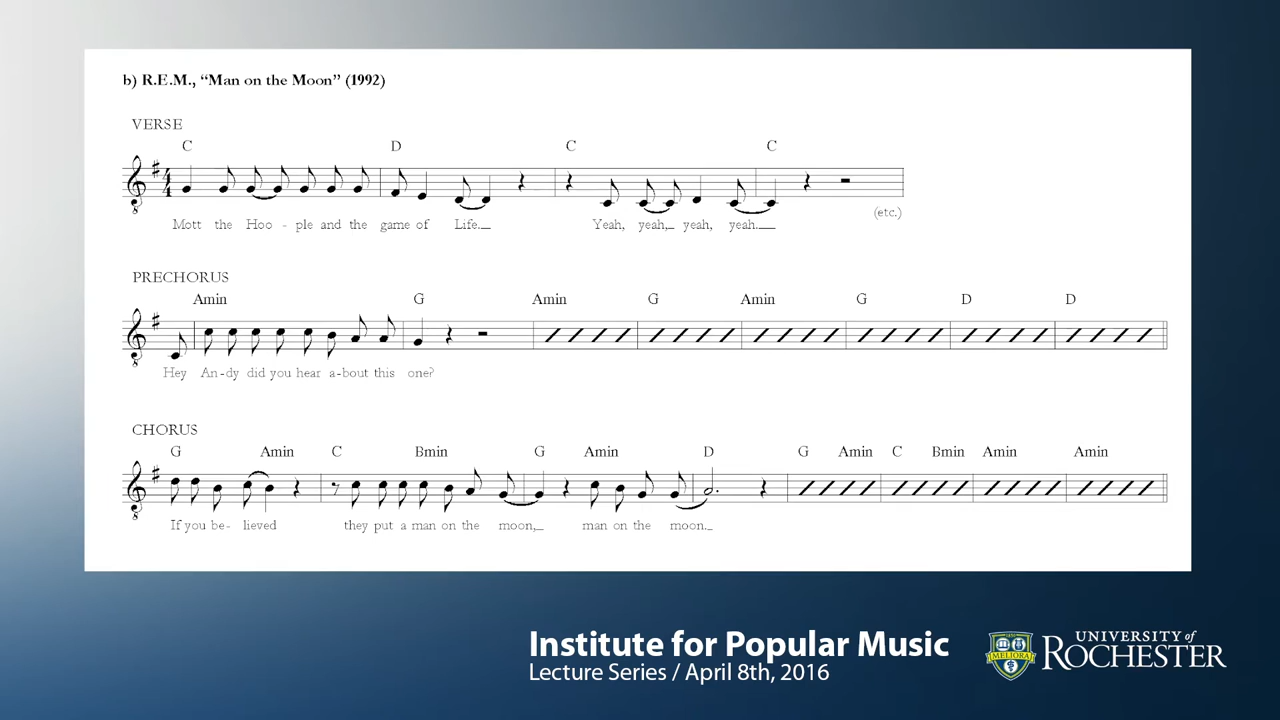 b) R.E.M., “Man on the Moon” (1992)
VERSE
C D C C
4
4
(etc.)
Mott the Hoo - ple and the game of Life. Yeah, yeah, yeah, yeah.
PRECHORUS
Amin G Amin G Amin G D D
Hey An-dy did you hear a-bout this one?
CHORUS
G Amin C Bmin G Amin D G Amin C Bmin Amin Amin
If you be- lieved they put a man on the moon, man on the moon.
Institute for Popular Music
Lecture Series / April 8th, 2016
MELIORA
UNIVERSITY of
ROCHESTER